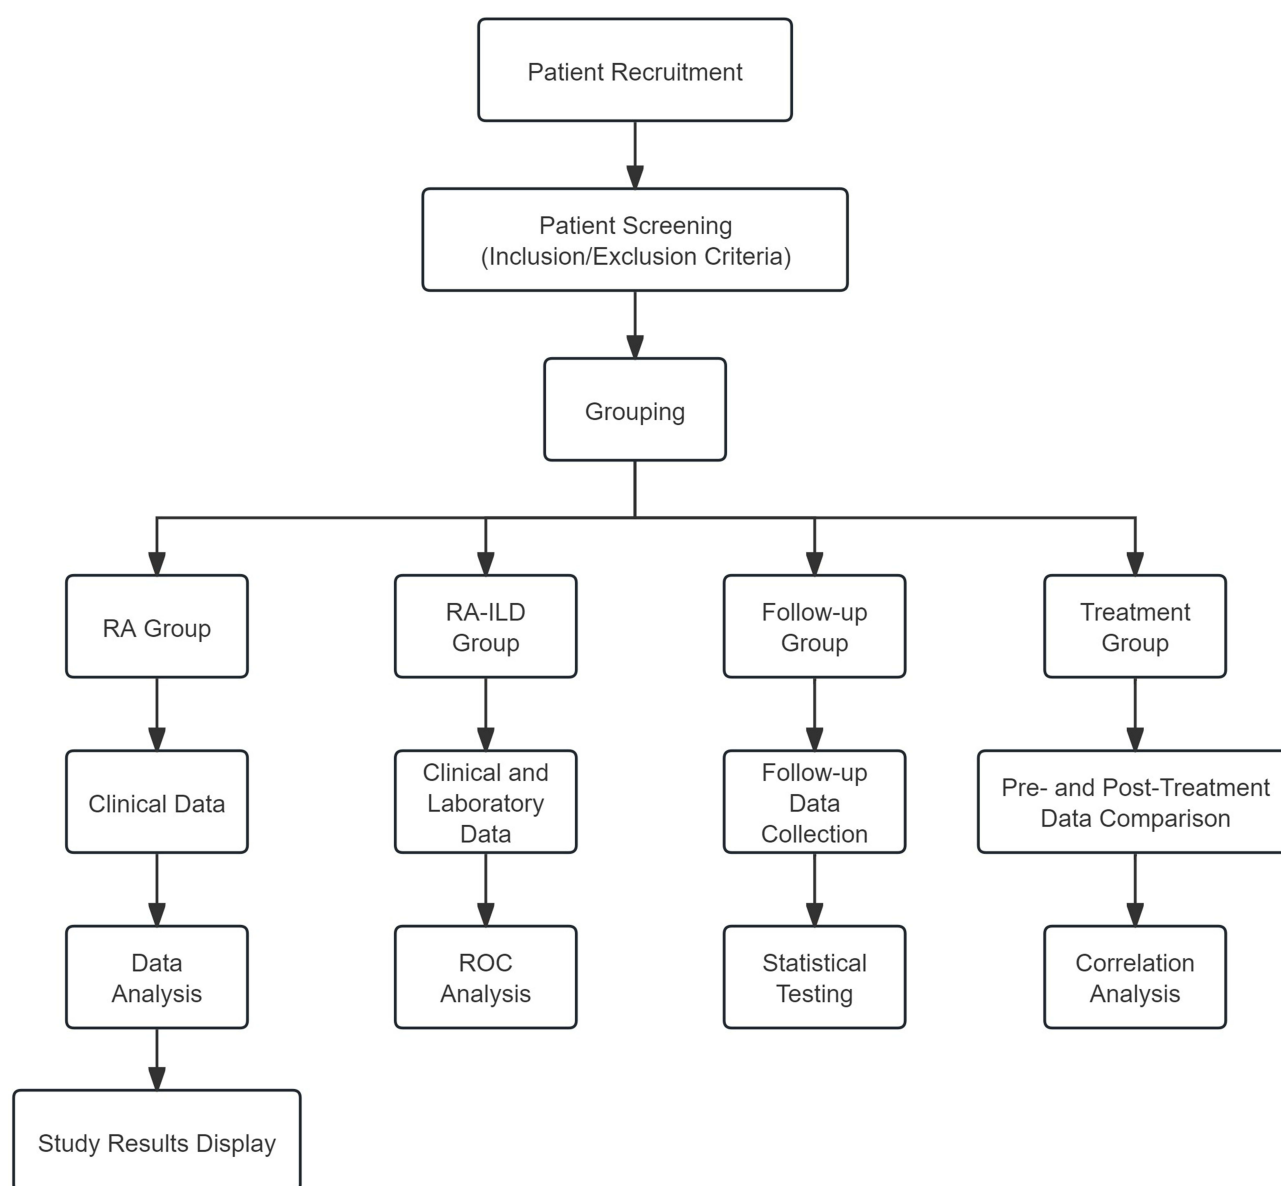 Patient Recruitment
Patient Screening
(Inclusion/Exclusion Criteria)
Grouping
RA Group
RA-ILD
Group
Follow-up
Group
Treatment
Group
Clinical Data
Clinical and
Laboratory
Data
Follow-up
Data
Collection
Pre- and Post-Treatment
Data Comparison
Data
Analysis
ROC
Analysis
Statistical
Testing
Correlation
Analysis
Study Results Display